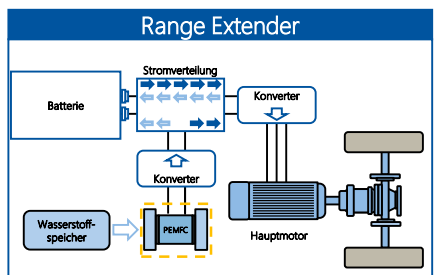 Range Extender
Stromverteilung
Batterie
Konverter
Konverter
Wasserstoff-
speicher
PEMFC
Hauptmotor